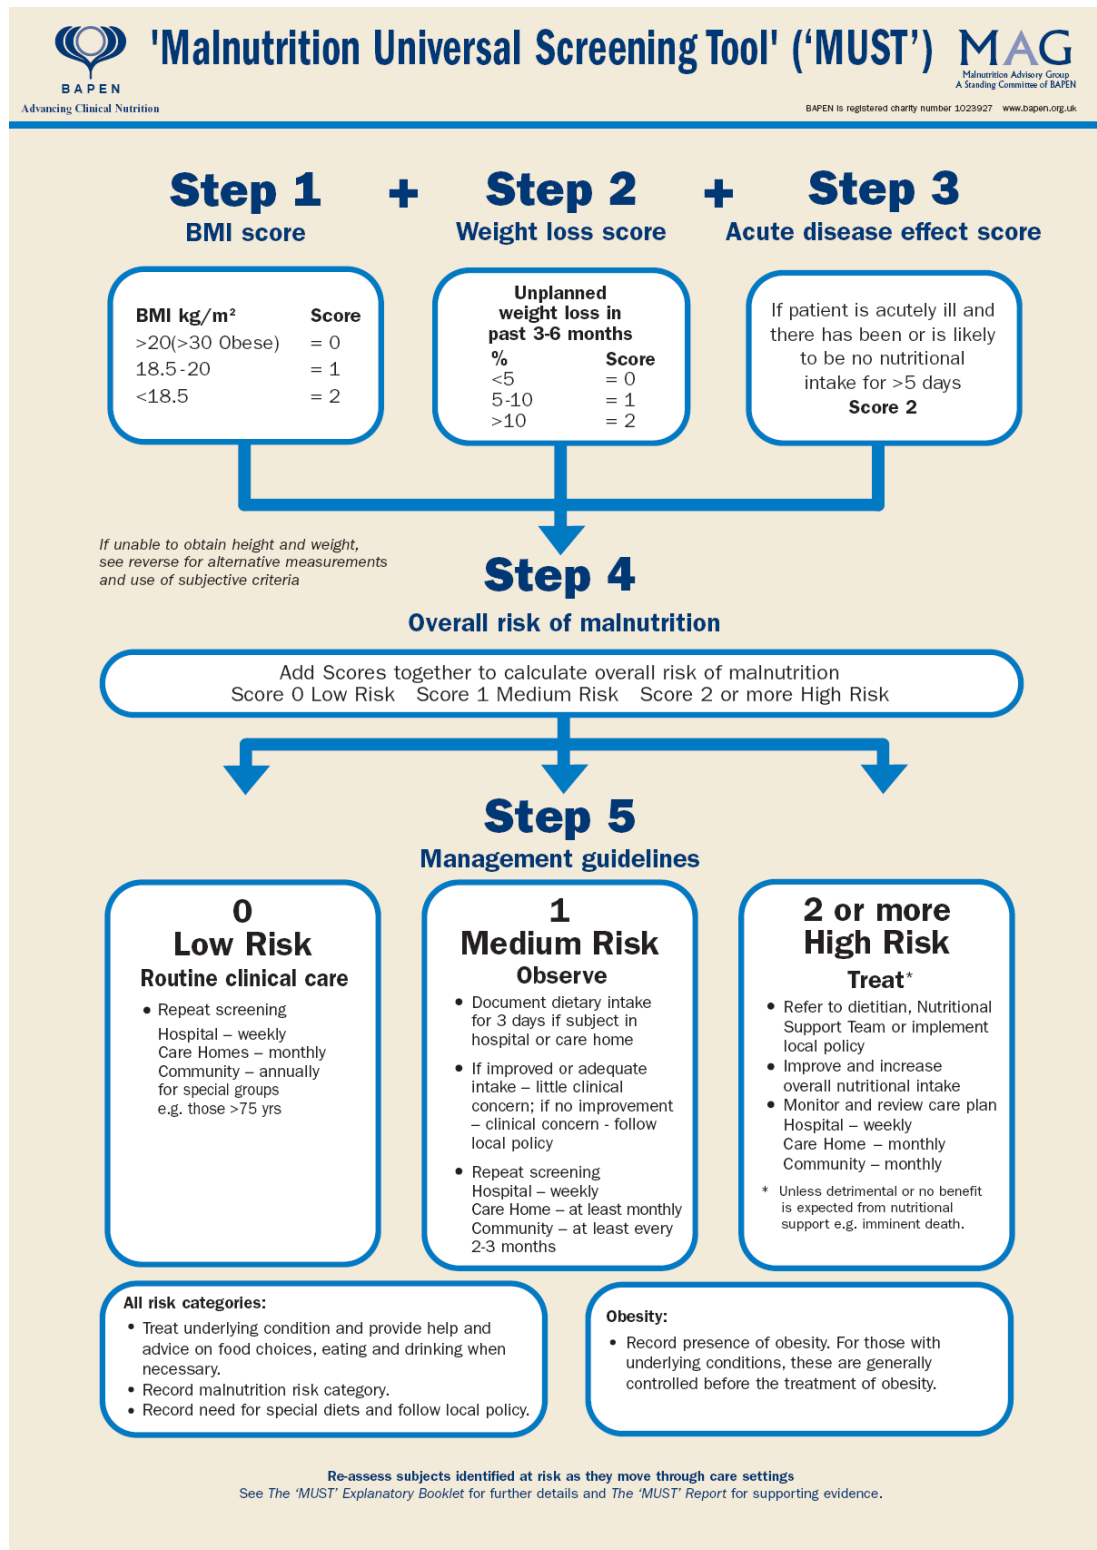 'Malnutrition Universal Screening Tool' (‘MUST’)
BAPEN
Advancing Clinical Nutrition
MAG
Malnutrition Advisory Group
A Standing Committee of BAPEN
BAPEN is registered charity number 1023927 www.bapen.org.uk
Step 1 + Step 2 + Step 3
BMI score Weight loss score Acute disease effect score
BMI kg/m² Score
>20(>30 Obese) = 0
18.5-20 = 1
<18.5 = 2
Unplanned
weight loss in
past 3-6 months
% Score
<5 = 0
5-10 = 1
>10 = 2
If patient is acutely ill and
there has been or is likely
to be no nutritional
intake for >5 days
Score 2
If unable to obtain height and weight,
see reverse for alternative measurements
and use of subjective criteria
Step 4
Overall risk of malnutrition
Add Scores together to calculate overall risk of malnutrition
Score 0 Low Risk Score 1 Medium Risk Score 2 or more High Risk
Step 5
Management guidelines
0
Low Risk
Routine clinical care
• Repeat screening
Hospital – weekly
Care Homes – monthly
Community – annually
for special groups
e.g. those >75 yrs
1
Medium Risk
Observe
• Document dietary intake
for 3 days if subject in
hospital or care home
• If improved or adequate
intake – little clinical
concern; if no improvement
– clinical concern - follow
local policy
• Repeat screening
Hospital – weekly
Care Home – at least monthly
Community – at least every
2-3 months
2 or more
High Risk
Treat*
• Refer to dietitian, Nutritional
Support Team or implement
local policy
• Improve and increase
overall nutritional intake
• Monitor and review care plan
Hospital – weekly
Care Home – monthly
Community – monthly
* Unless detrimental or no benefit
is expected from nutritional
support e.g. imminent death.
All risk categories:
• Treat underlying condition and provide help and
advice on food choices, eating and drinking when
necessary.
• Record malnutrition risk category.
• Record need for special diets and follow local policy.
Obesity:
• Record presence of obesity. For those with
underlying conditions, these are generally
controlled before the treatment of obesity.
Re-assess subjects identified at risk as they move through care settings
See The ‘MUST’ Explanatory Booklet for further details and The ‘MUST’ Report for supporting evidence.